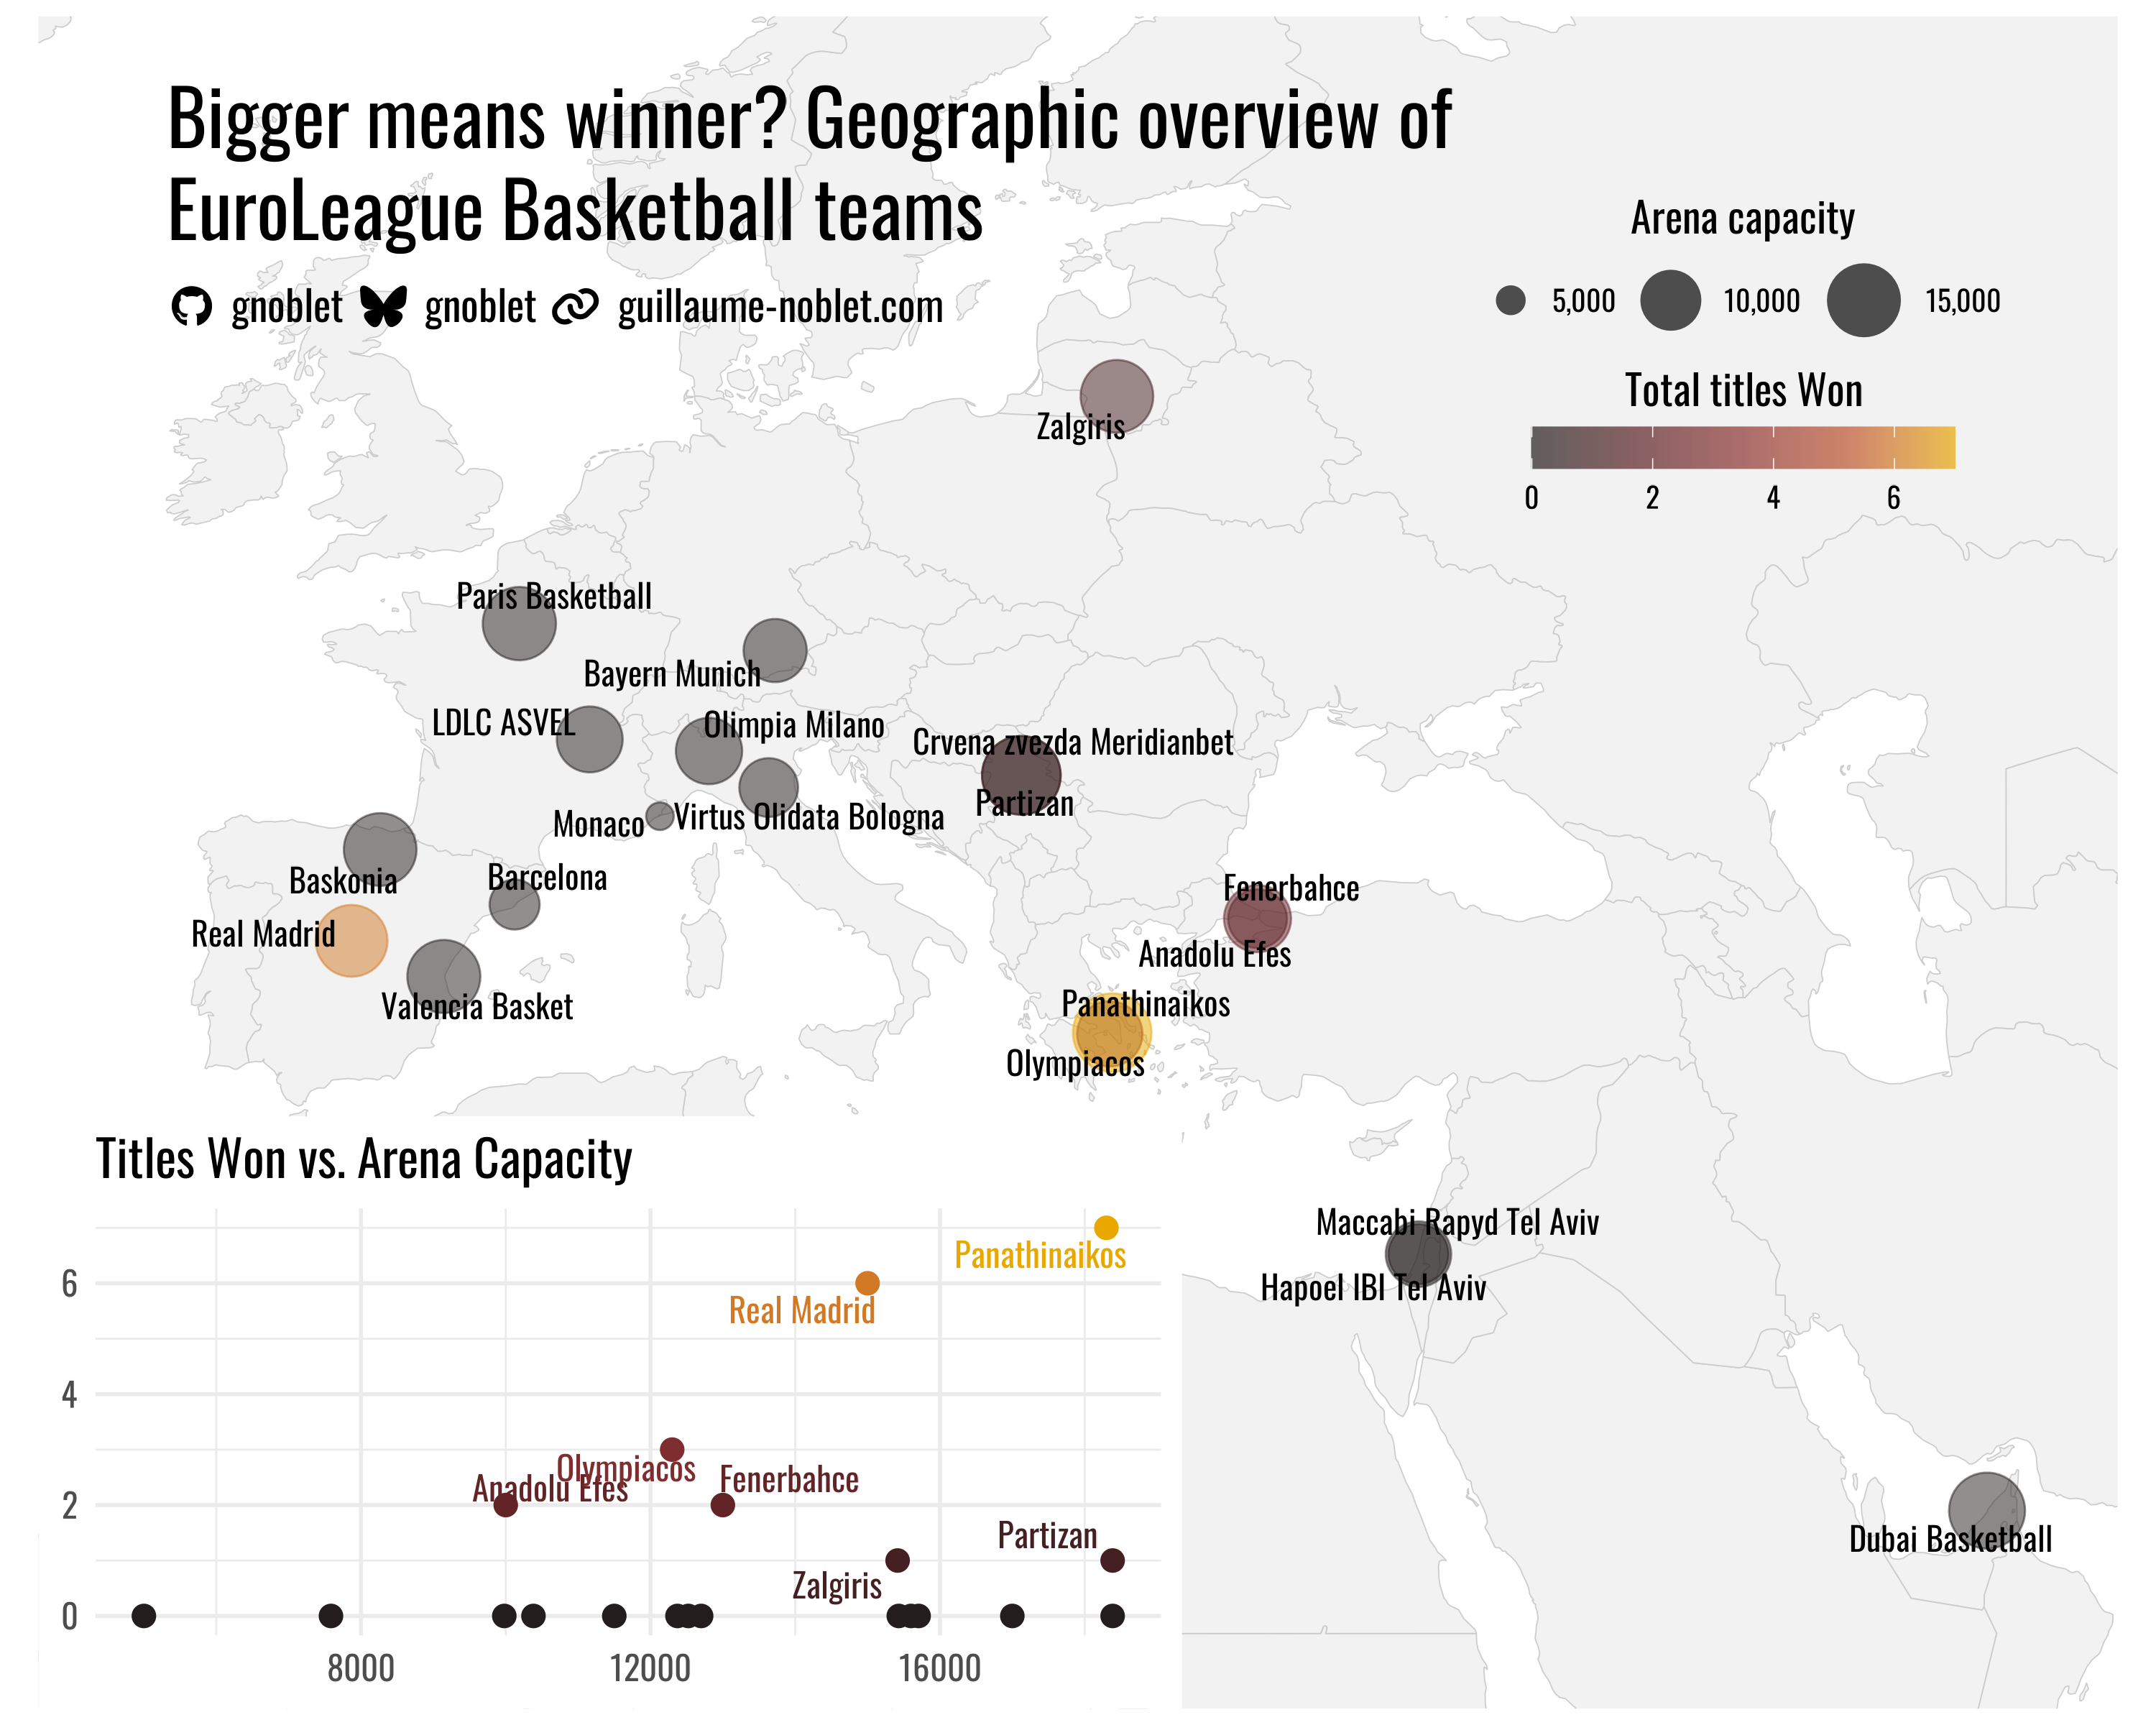 Bigger means winner? Geographic overview of
EuroLeague Basketball teams
gnoblet gnoblet guillaume-noblet.com
Arena capacity
5,000 10,000 15,000
Total titles Won
0 2 4 6
Zalgiris
Paris Basketball
Bayern Munich
LDLC ASVEL
Olimpia Milano
Crvena zvezda Meridianbet
Partizan
Monaco
Virtus Olidata Bologna
Baskonia
Barcelona
Real Madrid
Valencia Basket
Fenerbahce
Anadolu Efes
Panathinaikos
Olympiacos
Maccabi Rapyd Tel Aviv
Hapoel IBI Tel Aviv
Dubai Basketball
Titles Won vs. Arena Capacity
Panathinaikos
6
Real Madrid
4
Olympiacos
Anadolu Efes
Fenerbahce
2
Partizan
Zalgiris
0
8000 12000 16000